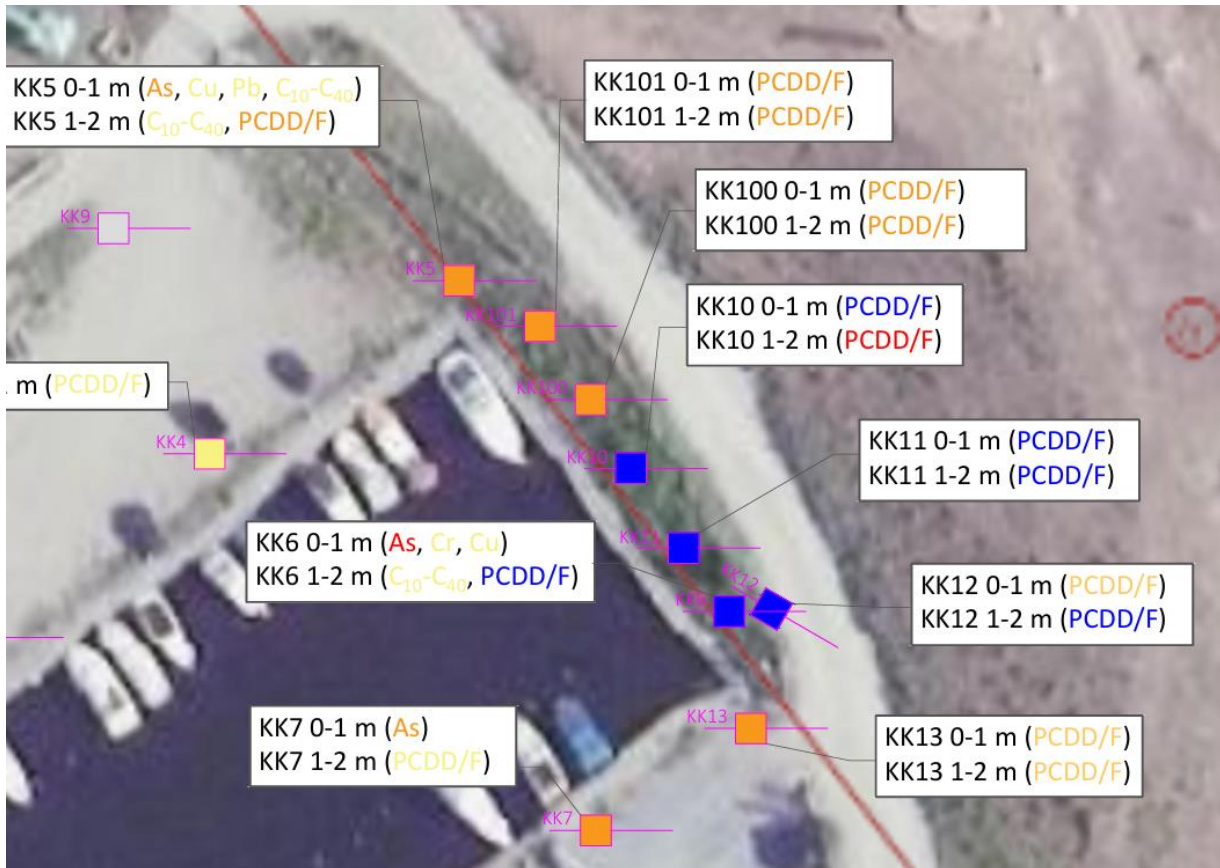 KK5 0-1 m (As, Cu, Pb, C₁₀-C₄₀)
KK5 1-2 m (C₁₀-C₄₀, PCDD/F)
KK101 0-1 m (PCDD/F)
KK101 1-2 m (PCDD/F)
KK100 0-1 m (PCDD/F)
KK100 1-2 m (PCDD/F)
KK9
KK5
KK10 0-1 m (PCDD/F)
KK10 1-2 m (PCDD/F)
KK101
m (PCDD/F)
KK100
KK4
KK10
KK11 0-1 m (PCDD/F)
KK11 1-2 m (PCDD/F)
KK6 0-1 m (As, Cr, Cu)
KK6 1-2 m (C₁₀-C₄₀, PCDD/F)
KK11
KK12
KK6
KK12 0-1 m (PCDD/F)
KK12 1-2 m (PCDD/F)
KK7 0-1 m (As)
KK7 1-2 m (PCDD/F)
KK13
KK13 0-1 m (PCDD/F)
KK13 1-2 m (PCDD/F)
KK7